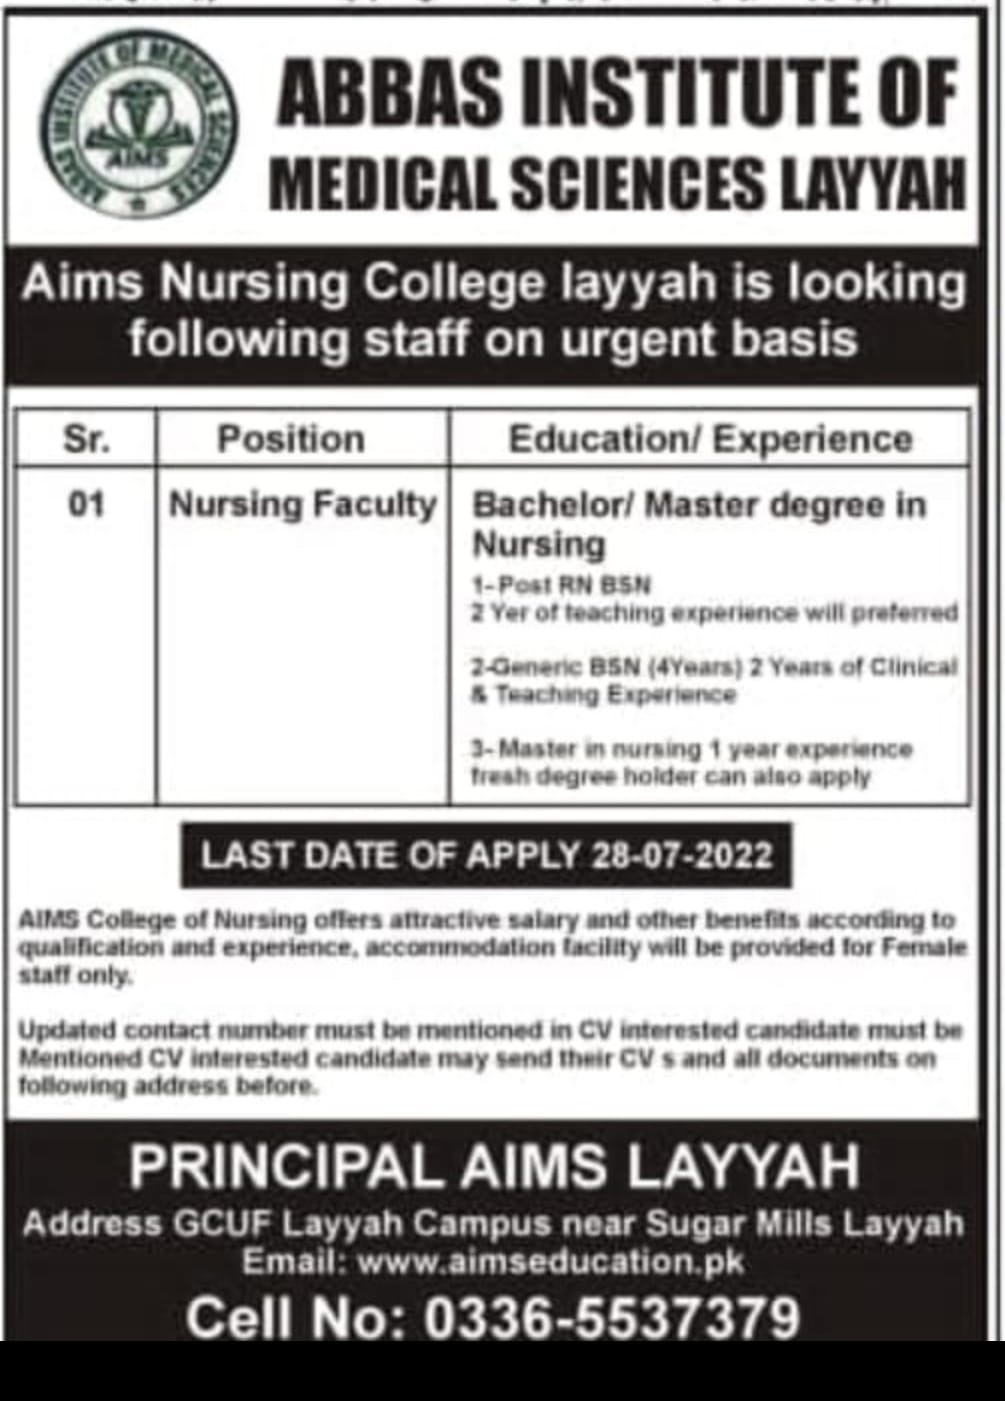 ABBAS INSTITUTE OF MEDICAL SCIENCES
AIMS
ABBAS INSTITUTE OF
MEDICAL SCIENCES LAYYAH
Aims Nursing College layyah is looking
following staff on urgent basis
Sr.
Position
Education/ Experience
01
Nursing Faculty
Bachelor/ Master degree in
Nursing
1-Post RN BSN
2 Yer of teaching experience will preferred
2-Generic BSN (4Years) 2 Years of Clinical
& Teaching Experience
3- Master in nursing 1 year experience
fresh degree holder can also apply
LAST DATE OF APPLY 28-07-2022
AIMS College of Nursing offers attractive salary and other benefits according to
qualification and experience, accommodation facility will be provided for Female
staff only.
Updated contact number must be mentioned in CV interested candidate must be
Mentioned CV interested candidate may send their CV s and all documents on
following address before.
PRINCIPAL AIMS LAYYAH
Address GCUF Layyah Campus near Sugar Mills Layyah
Email: www.aimseducation.pk
Cell No: 0336-5537379